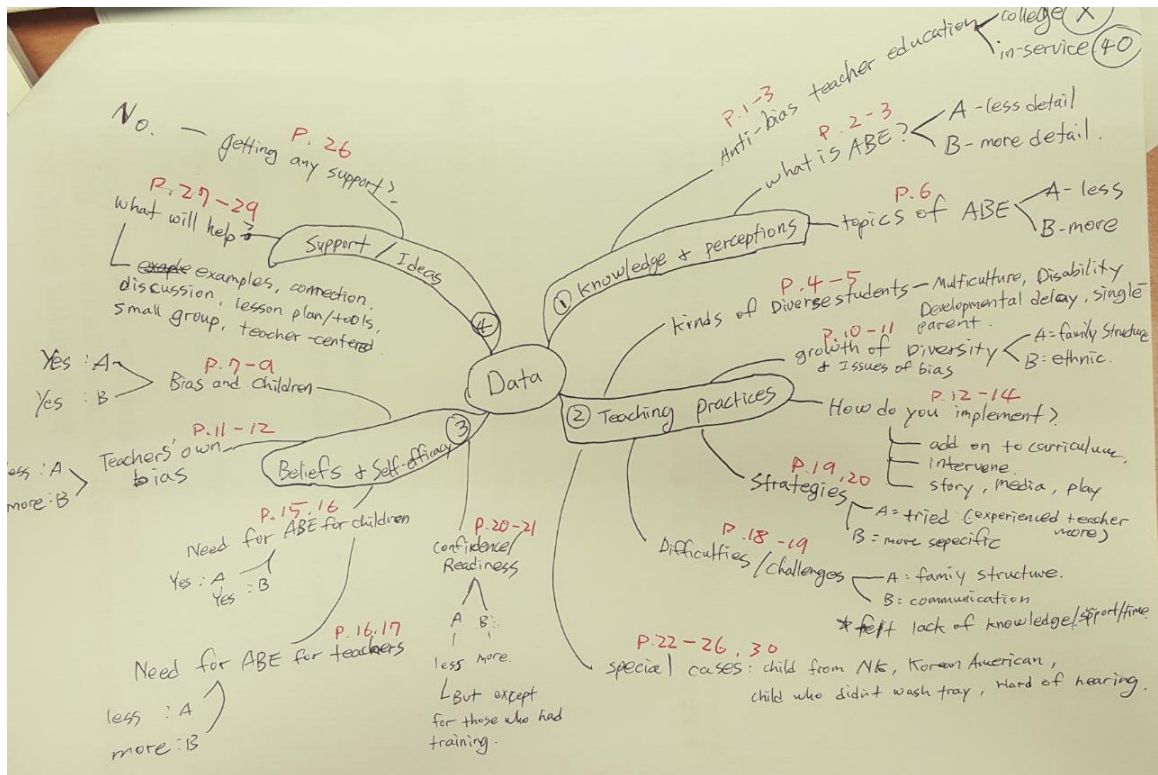 Data
① Knowledge & perceptions
P.1-3
Anti-bias teacher education
college X
in-service 40
P.2-3
what is ABE?
A -less detail
B- more detail.
P.6
topics of ABE
A- less
B-more
P.4-5
kinds of Diverse students - Multiculture, Disability
Developmental delay, single
parent.
② Teaching practices
P.10-11
growth of Diversity
& Issues of bias
A= family structure
B= ethnic.
P.12-14
How do you implement?
add on to carriculum,
intervene.
story, media, play
P.19,20
Strategies
A= tried (experienced teacher
more)
B= more sepecific
P.18-19
Difficulties/challenges
A: family structure.
B: communication
* felt lack of knowledge/spport/time
P.22-26, 30
special cases: child from NK, Korean American,
child who didn't wash tray, Hard of hearing.
③ Beliefs & Self-efficacy
P.7-9
Bias and children
Yes : A
Yes : B
P.11-12
Teachers' own
bias
less : A
more : B
P.15,16
Need for ABE for children
Yes : A
Yes : B
P.16,17
Need for ABE for teachers
less : A
more : B
P.20-21
Confidence/
Readiness
A B
less more.
But except
for those who had
training.
④ Support / Ideas
P.26
getting any support?
No.
P.27-29
what will help?
examples, connection,
discussion, lesson plan/tools,
small group, teacher-centered